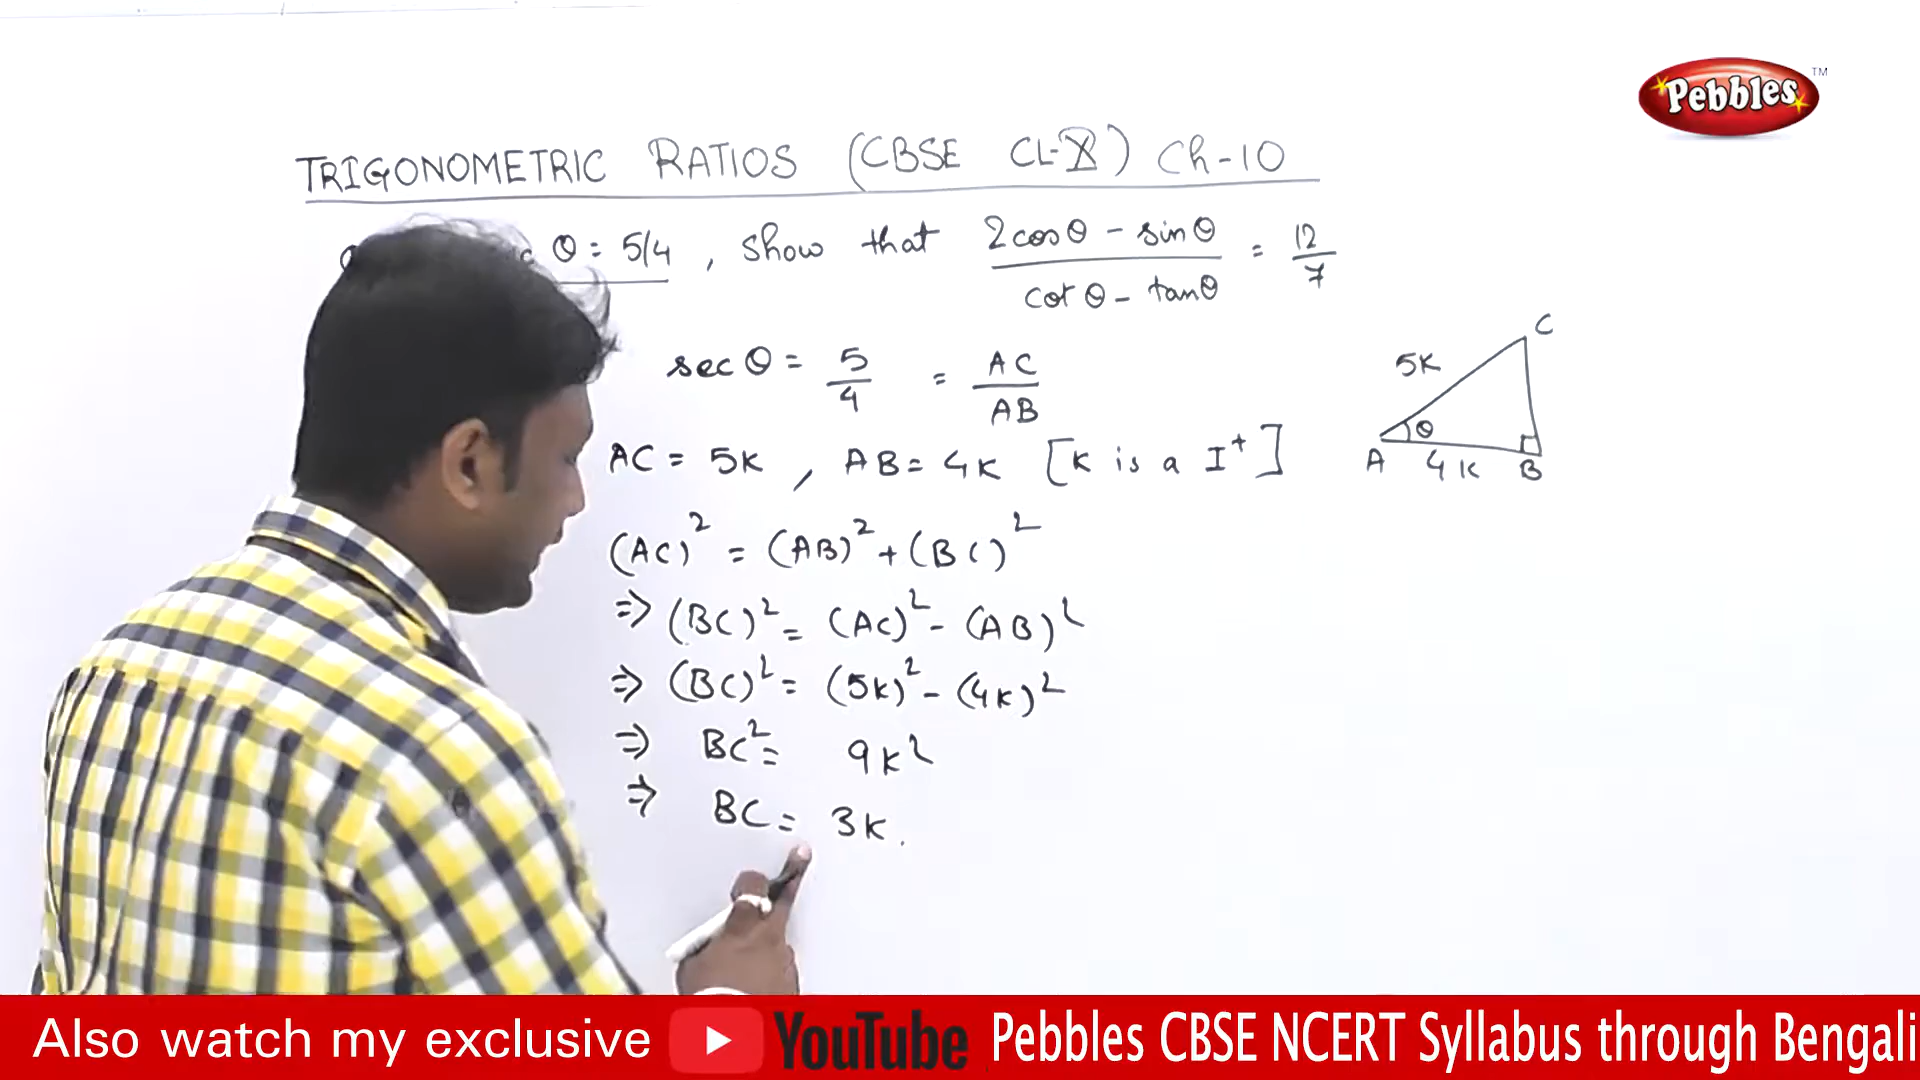 Pebbles™
TRIGONOMETRIC RATIOS (CBSE CL-X) Ch-10
θ = 5/4 , show that (2cosθ - sinθ)/(cotθ - tanθ) = 12/7
secθ = 5/4 = AC/AB
AC = 5K , AB = 4K [K is a I⁺]
(AC)² = (AB)² + (BC)²
⇒ (BC)² = (AC)² - (AB)²
⇒ (BC)² = (5K)² - (4K)²
⇒ BC² = 9K²
⇒ BC = 3K.
C
5K
θ
A 4K B
Also watch my exclusive YouTube Pebbles CBSE NCERT Syllabus through Bengali